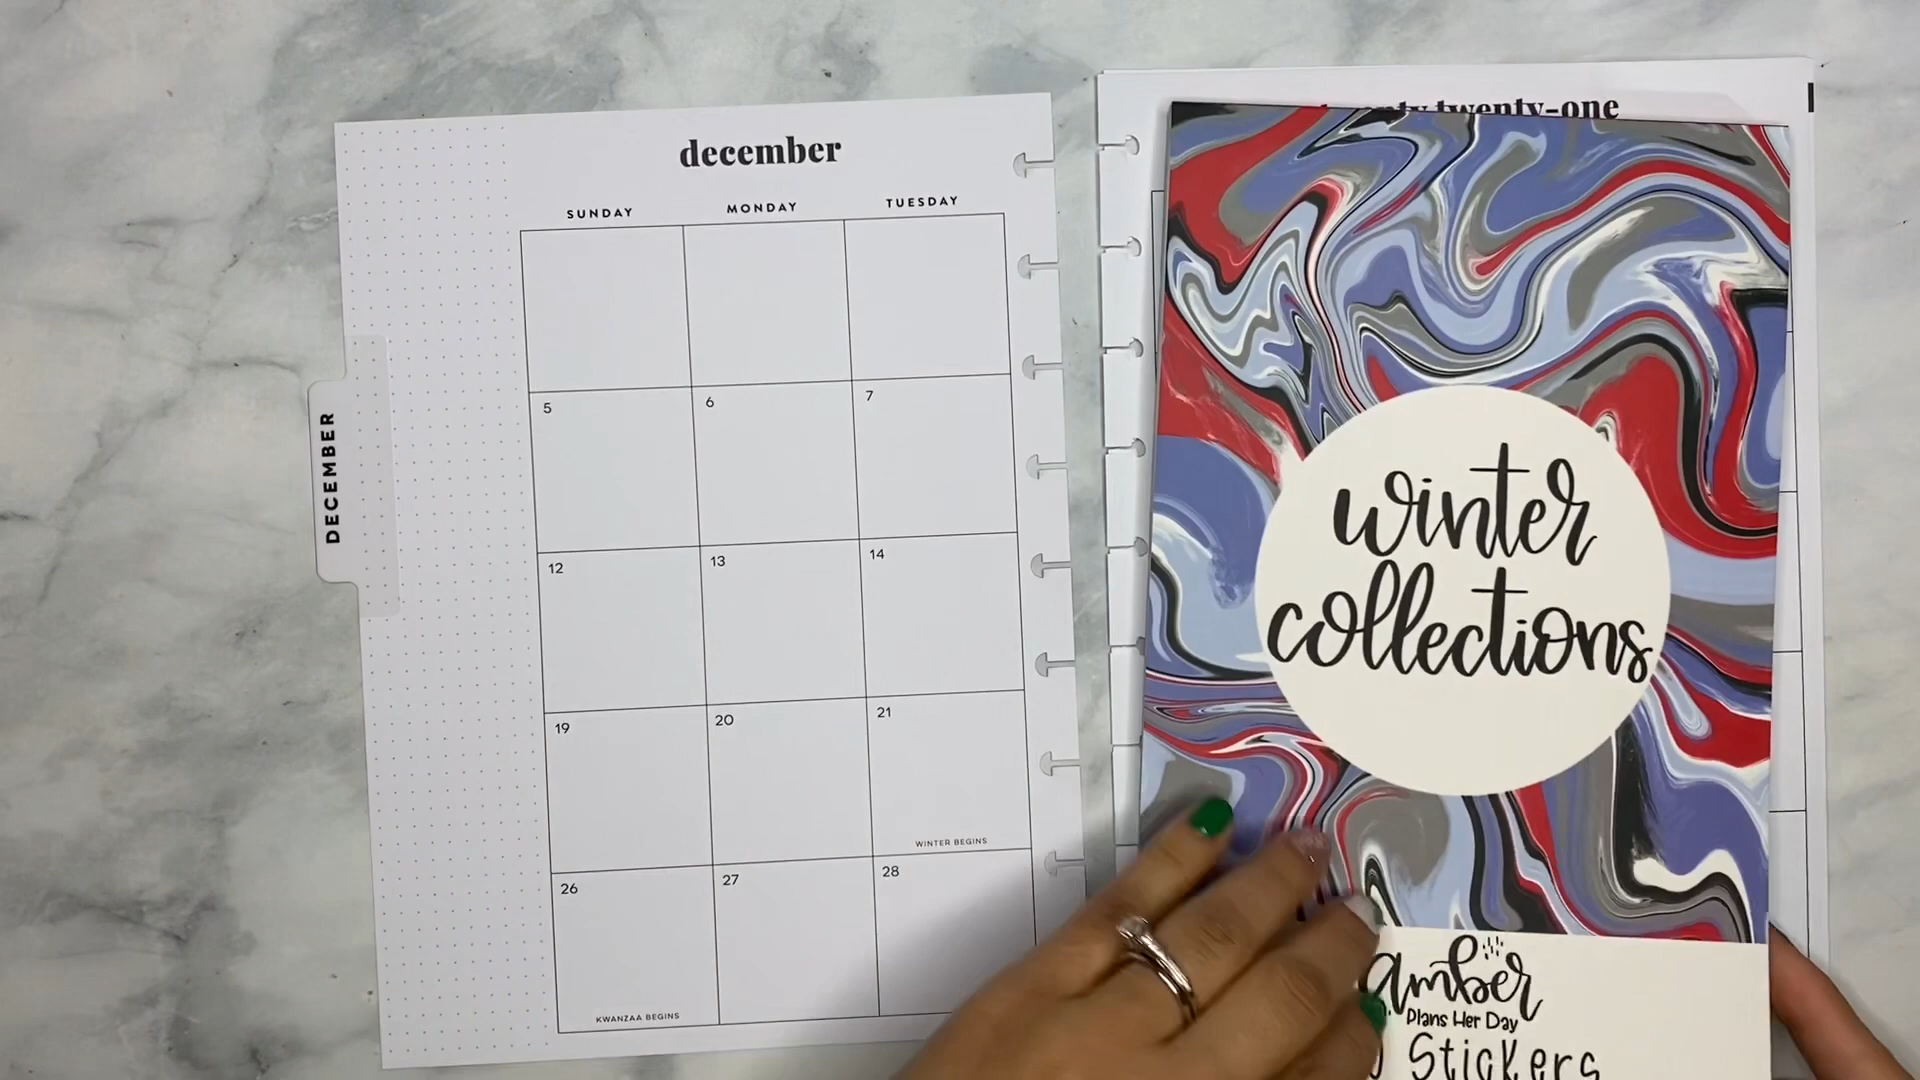 december
DECEMBER
SUNDAY MONDAY TUESDAY
5 6 7
12 13 14
19 20 21
WINTER BEGINS
26 27 28
KWANZAA BEGINS
twenty-one
winter
collections
amber
Plans Her Day
Stickers